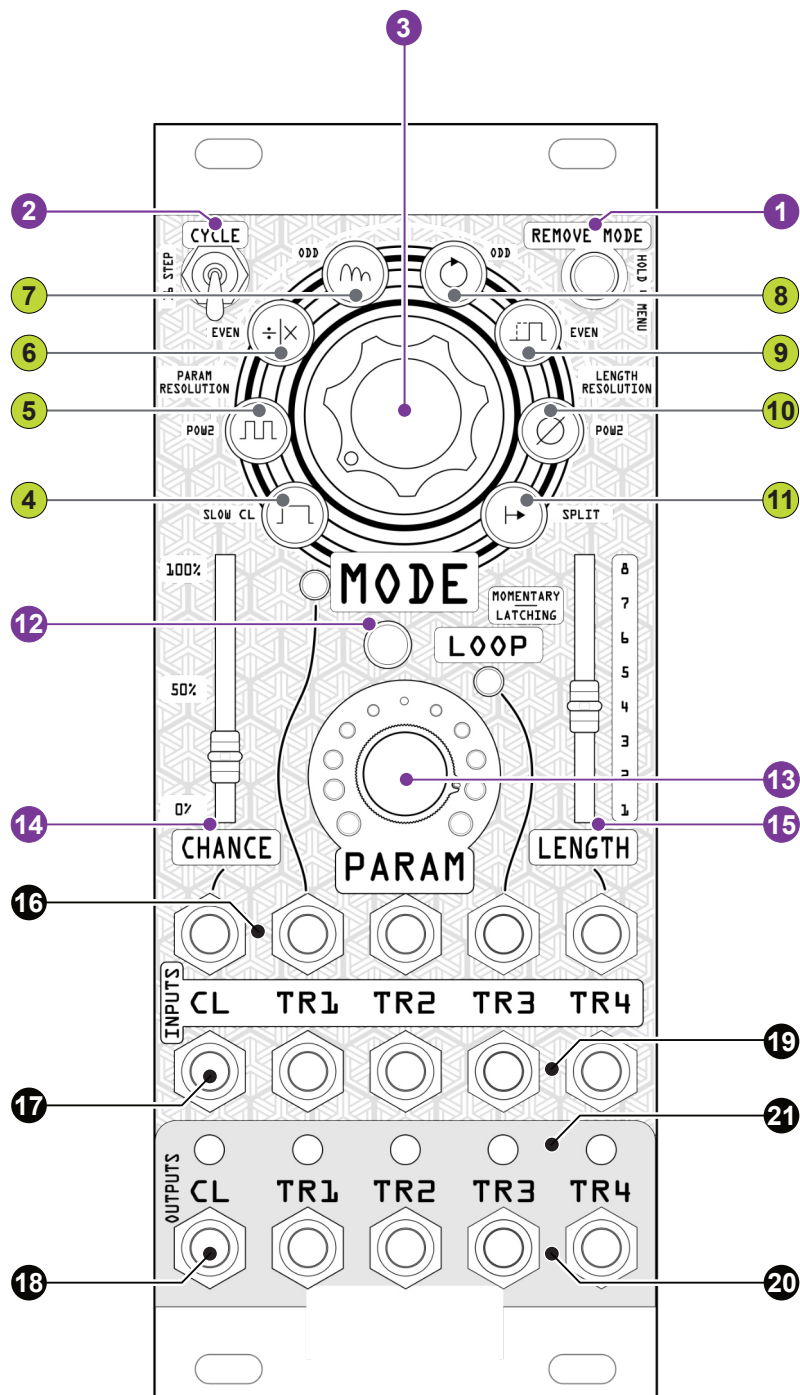 3
2
1
CYCLE
REMOVE MODE
STEP
HOLD
MENU
ODD
ODD
7
8
EVEN
EVEN
6
9
PARAM
RESOLUTION
LENGTH
RESOLUTION
5
10
POW2
POW2
4
11
SLOW CL
SPLIT
MODE
100%
50%
0%
MOMENTARY
LATCHING
LOOP
8
7
6
5
4
3
2
1
12
13
14
15
CHANCE
PARAM
LENGTH
16
INPUTS
CL TR1 TR2 TR3 TR4
19
17
21
OUTPUTS
CL TR1 TR2 TR3 TR4
18
20